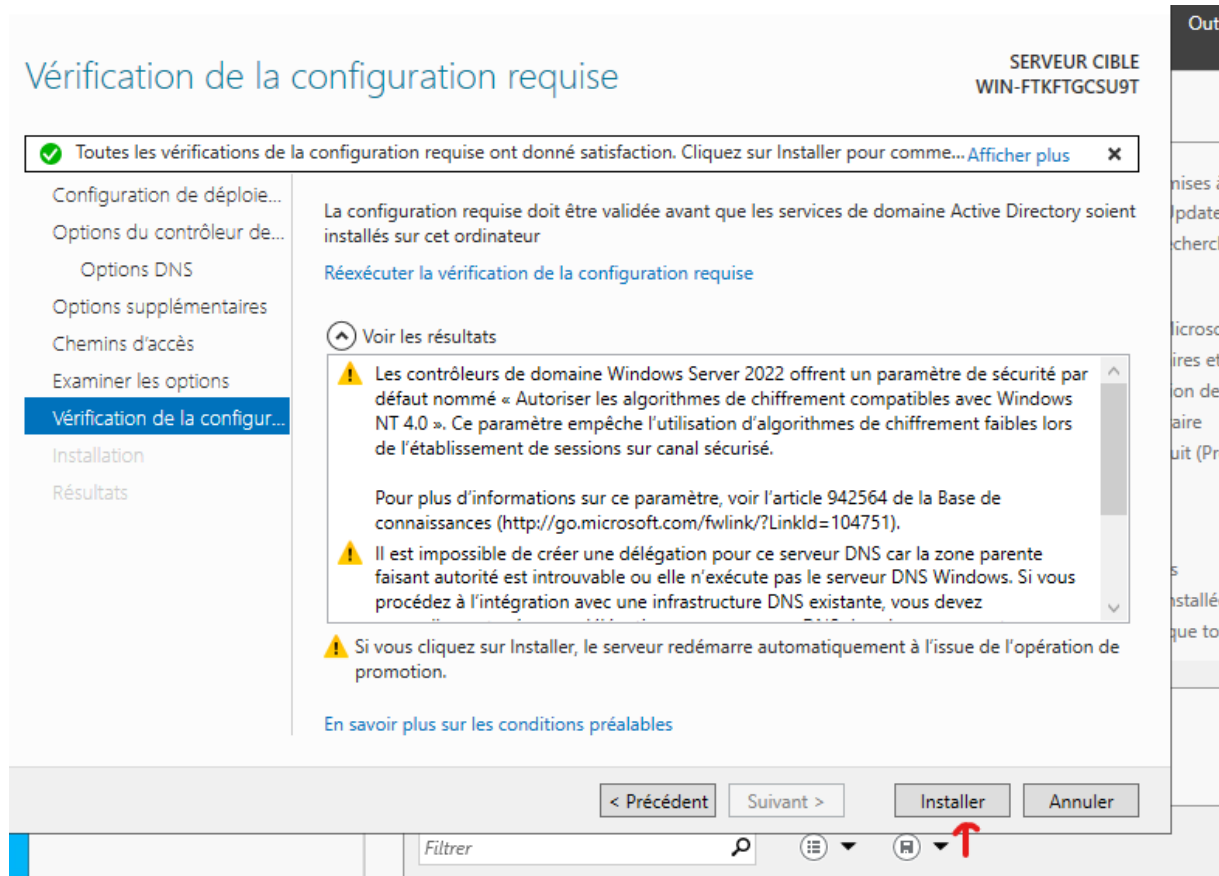 Out
Vérification de la configuration requise
SERVEUR CIBLE
WIN-FTKFTGCSU9T
Toutes les vérifications de la configuration requise ont donné satisfaction. Cliquez sur Installer pour comme... Afficher plus
Configuration de déploie...
Options du contrôleur de...
Options DNS
Options supplémentaires
Chemins d'accès
Examiner les options
Vérification de la configur...
Installation
Résultats
La configuration requise doit être validée avant que les services de domaine Active Directory soient
installés sur cet ordinateur
Réexécuter la vérification de la configuration requise
Voir les résultats
Les contrôleurs de domaine Windows Server 2022 offrent un paramètre de sécurité par
défaut nommé « Autoriser les algorithmes de chiffrement compatibles avec Windows
NT 4.0 ». Ce paramètre empêche l'utilisation d'algorithmes de chiffrement faibles lors
de l'établissement de sessions sur canal sécurisé.
Pour plus d'informations sur ce paramètre, voir l'article 942564 de la Base de
connaissances (http://go.microsoft.com/fwlink/?LinkId=104751).
Il est impossible de créer une délégation pour ce serveur DNS car la zone parente
faisant autorité est introuvable ou elle n'exécute pas le serveur DNS Windows. Si vous
procédez à l'intégration avec une infrastructure DNS existante, vous devez
Si vous cliquez sur Installer, le serveur redémarre automatiquement à l'issue de l'opération de
promotion.
En savoir plus sur les conditions préalables
< Précédent
Suivant >
Installer
Annuler
Filtrer